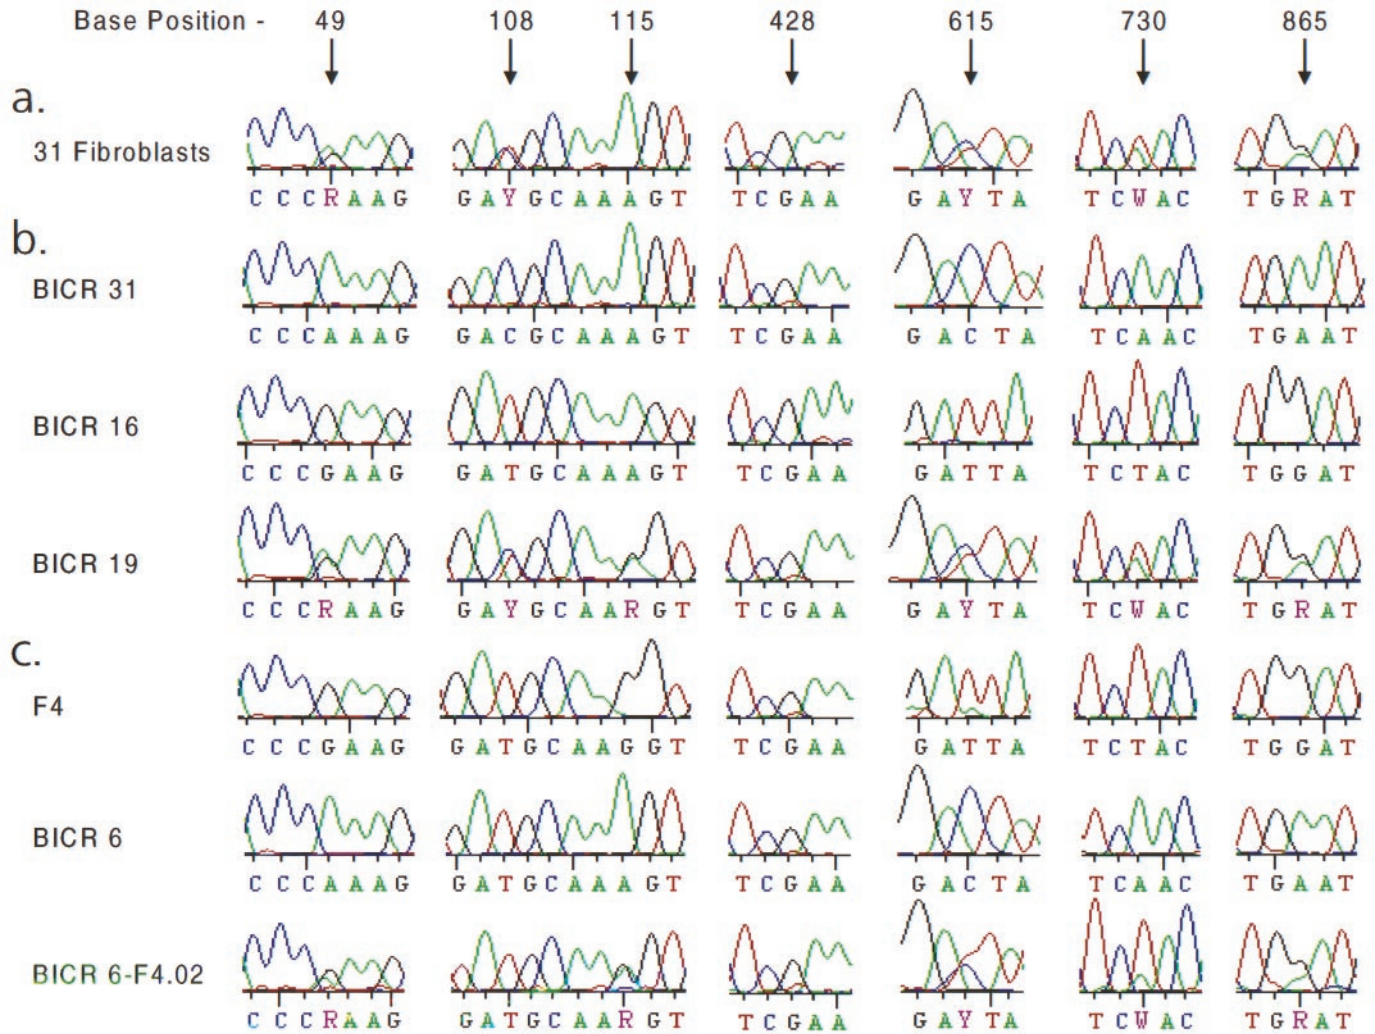 Base Position - 49 108 115 428 615 730 865
a.
31 Fibroblasts
C C C R A A G G A Y G C A A A G T T C G A A G A Y T A T C W A C T G R A T
b.
BICR 31
C C C A A A G G A C G C A A A G T T C G A A G A C T A T C A A C T G A A T
BICR 16
C C C G A A G G A T G C A A A G T T C G A A G A T T A T C T A C T G G A T
BICR 19
C C C R A A G G A Y G C A A R G T T C G A A G A Y T A T C W A C T G R A T
c.
F4
C C C G A A G G A T G C A A G G T T C G A A G A T T A T C T A C T G G A T
BICR 6
C C C A A A G G A T G C A A A G T T C G A A G A C T A T C A A C T G A A T
BICR 6-F4.02
C C C R A A G G A T G C A A R G T T C G A A G A Y T A T C W A C T G R A T